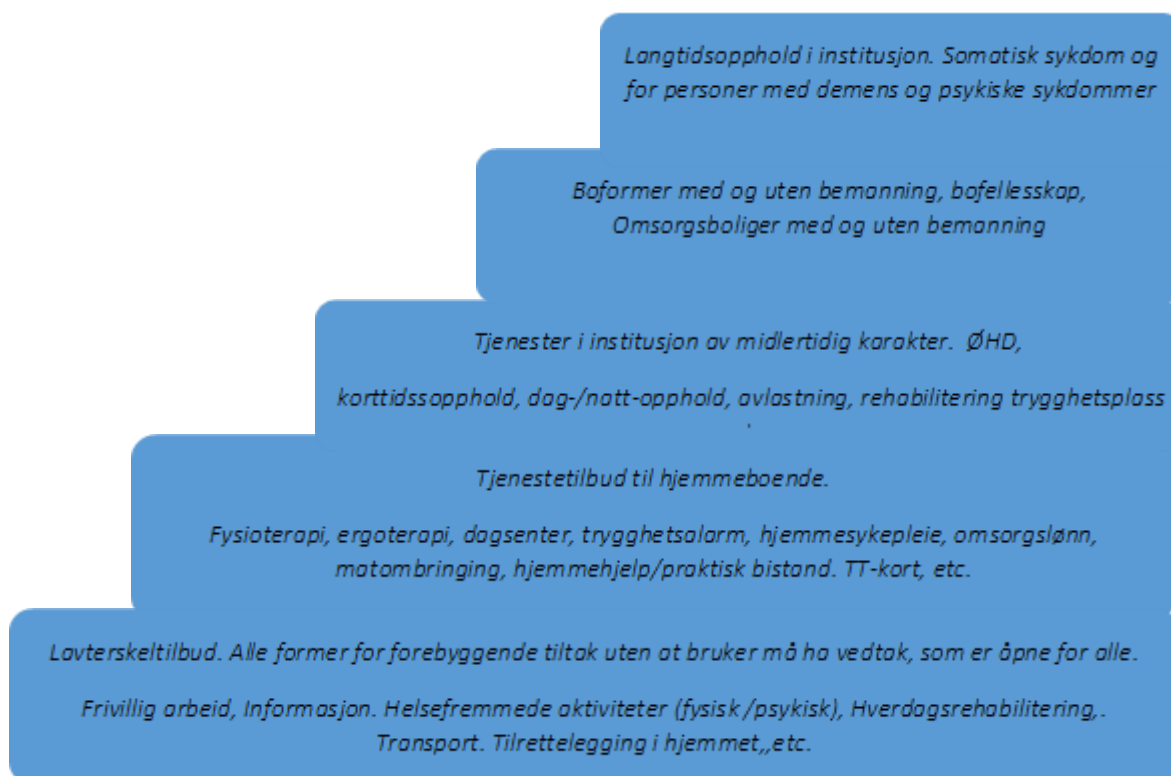 Langtidsopphold i institusjon. Somatisk sykdom og
for personer med demens og psykiske sykdommer
Boformer med og uten bemanning, bofellesskap,
Omsorgsboliger med og uten bemanning
Tjenester i institusjon av midlertidig karakter.  ØHD,
korttidssopphold, dag-/natt-opphold, avlastning, rehabilitering trygghetsplass
.
Tjenestetilbud til hjemmeboende.
Fysioterapi, ergoterapi, dagsenter, trygghetsalarm, hjemmesykepleie, omsorgslønn,
matombringing, hjemmehjelp/praktisk bistand. TT-kort, etc.
Lavterskeltilbud. Alle former for forebyggende tiltak uten at bruker må ha vedtak, som er åpne for alle.
Frivillig arbeid, Informasjon. Helsefremmede aktiviteter (fysisk/psykisk), Hverdagsrehabilitering,.
Transport. Tilrettelegging i hjemmet,,etc.